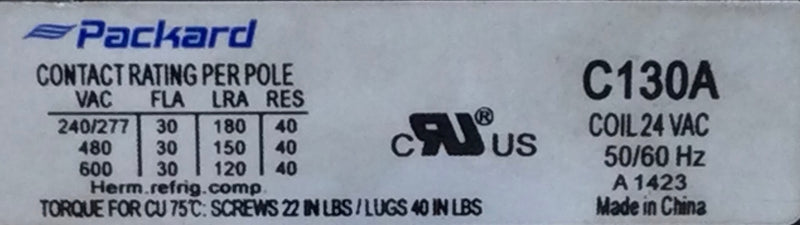 Packard
CONTACT RATING PER POLE
VAC FLA LRA RES
240/277 30 180 40
480 30 150 40
600 30 120 40
Herm.refrig.comp.
TORQUE FOR CU 75℃: SCREWS 22 IN LBS / LUGS 40 IN LBS
C RU® US
C130A
COIL 24 VAC
50/60 Hz
A 1423
Made in China